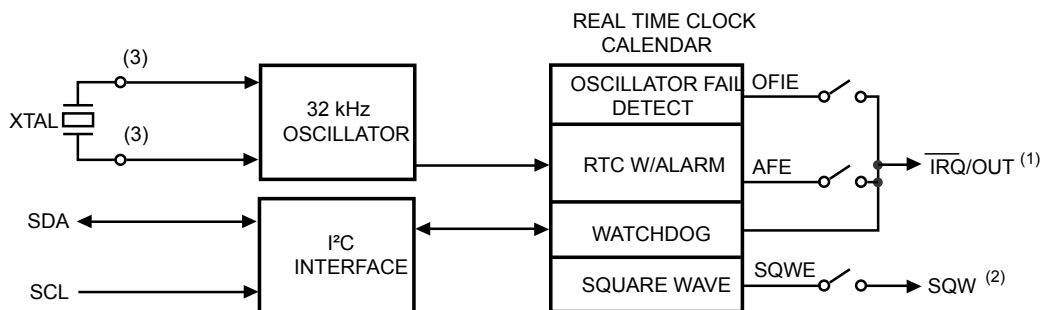 REAL TIME CLOCK
CALENDAR
(3)
XTAL
(3)
32 kHz
OSCILLATOR
OSCILLATOR FAIL
DETECT
OFIE
RTC W/ALARM
AFE
IRQ/OUT (1)
SDA
SCL
I²C
INTERFACE
WATCHDOG
SQUARE WAVE
SQWE
SQW (2)